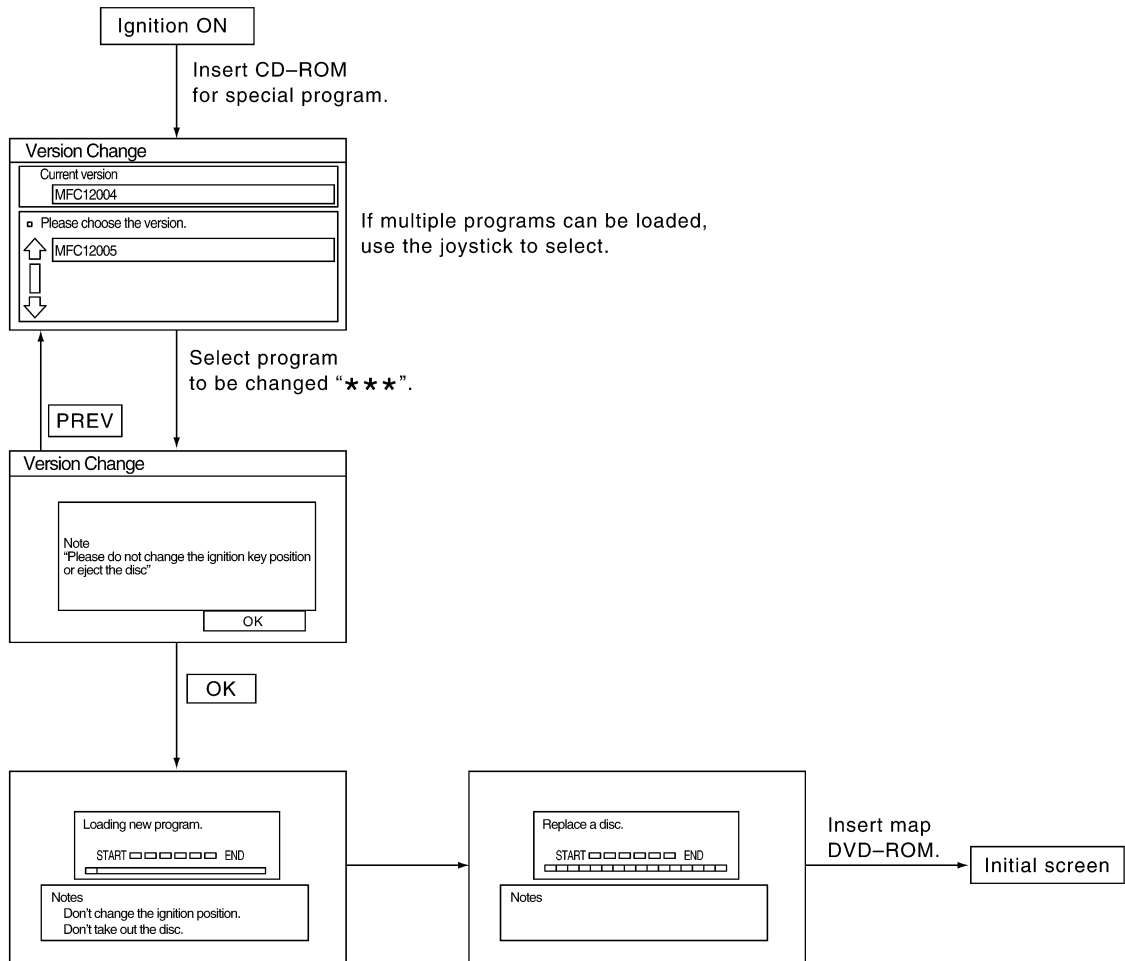 Ignition ON
Insert CD–ROM
for special program.
Version Change
Current version
MFC12004
Please choose the version.
MFC12005
If multiple programs can be loaded,
use the joystick to select.
Select program
to be changed “★★★”.
PREV
Version Change
Note
“Please do not change the ignition key position
or eject the disc”
OK
OK
Loading new program.
START END
Notes
Don’t change the ignition position.
Don’t take out the disc.
Replace a disc.
START END
Notes
Insert map
DVD–ROM.
Initial screen